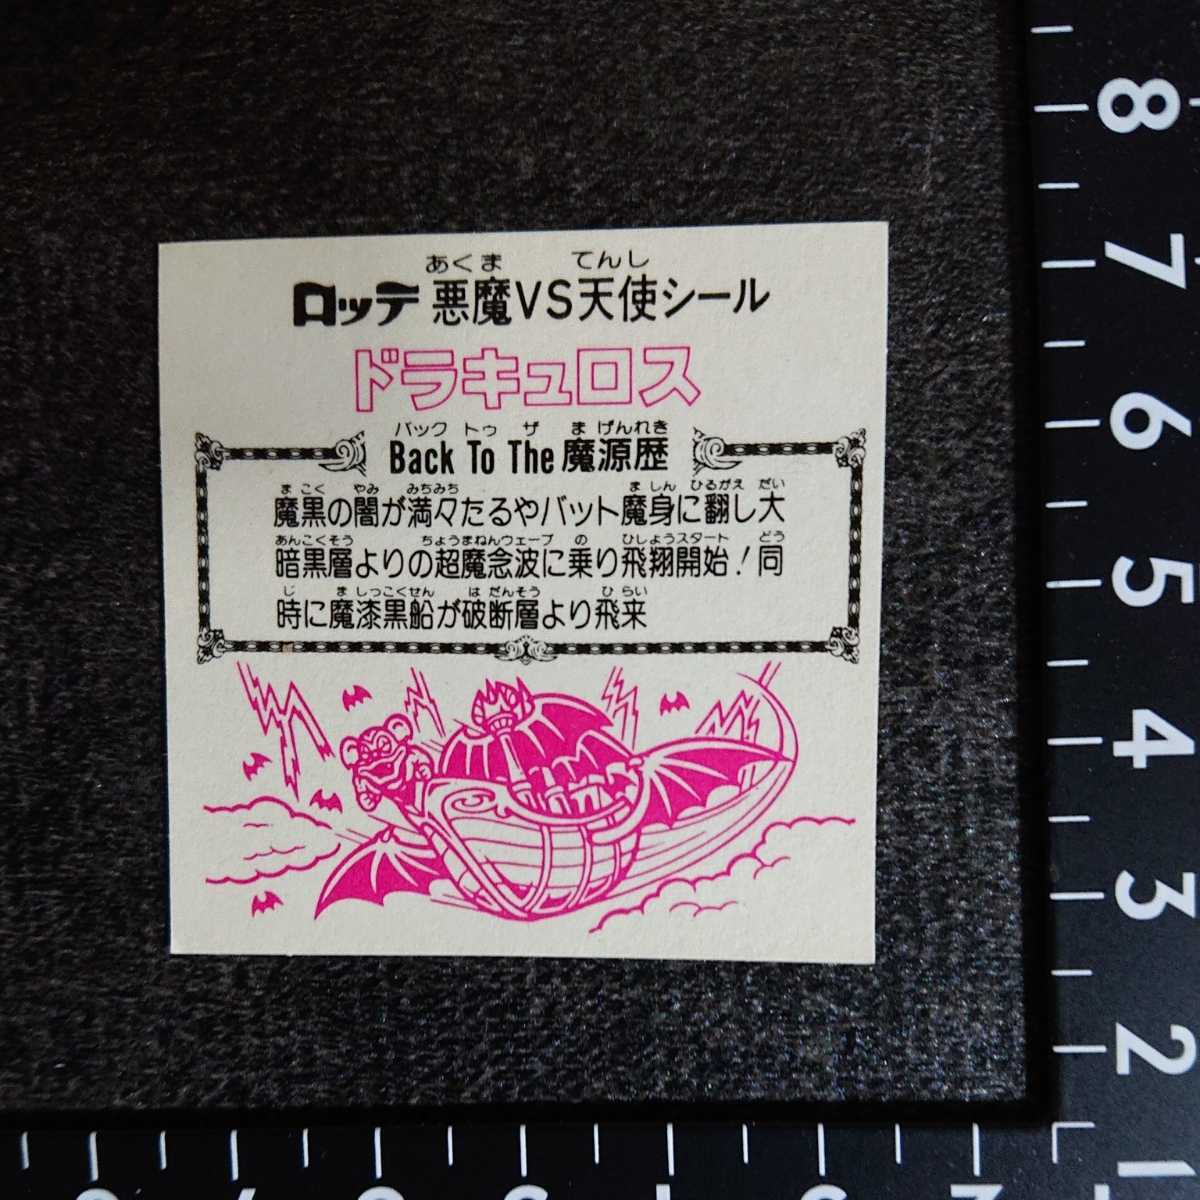 あくま てんし
ロッテ 悪魔VS天使シール
ドラキュロス
バック トゥ ザ まげんれき
Back To The 魔源歴
まこく やみ みちみち ましん ひるがえ だい
魔黒の闇が満々たるやバット魔身に翻し大
あんこくそう ちょうまねんウェーブ の ひしょうスタート どう
暗黒層よりの超魔念波に乗り飛翔開始!同
じ ましっこくせん はだんそう ひらい
時に魔漆黒船が破断層より飛来
8
7
6
5
4
3
2
1